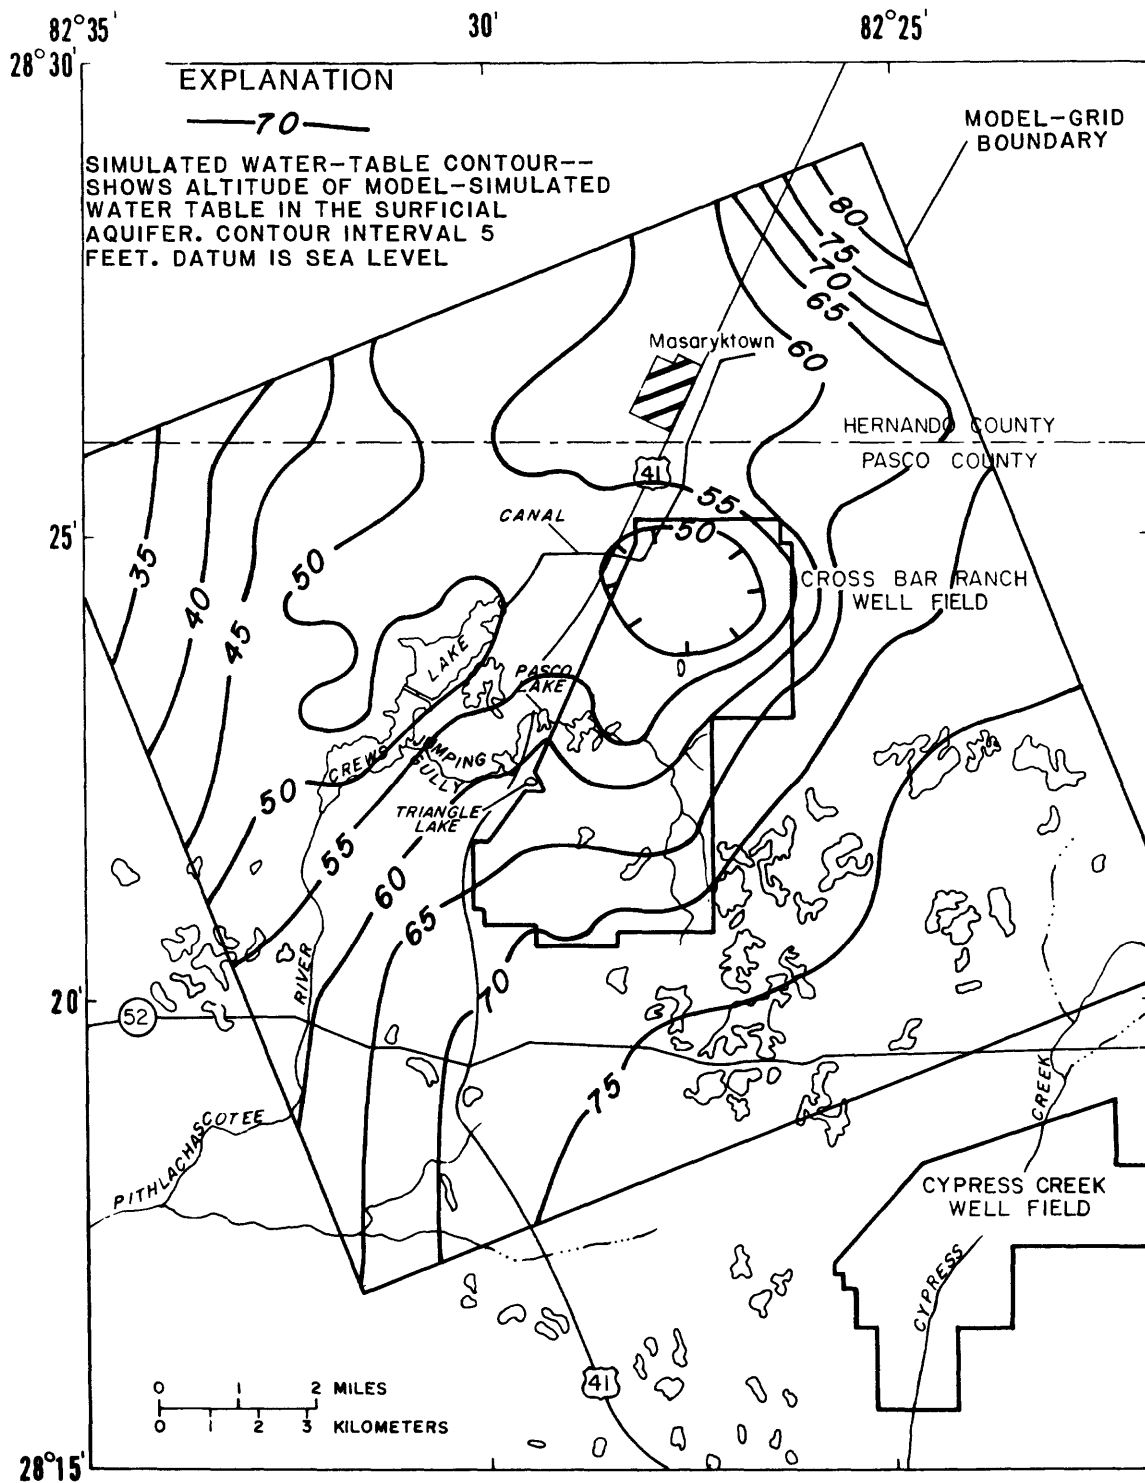 82°35'
30'
82°25'
28°30'
EXPLANATION
70
SIMULATED WATER-TABLE CONTOUR--
SHOWS ALTITUDE OF MODEL-SIMULATED
WATER TABLE IN THE SURFICIAL
AQUIFER. CONTOUR INTERVAL 5
FEET. DATUM IS SEA LEVEL
MODEL-GRID
BOUNDARY
80
75
70
65
60
Masaryktown
HERNANDO COUNTY
PASCO COUNTY
41
55
50
CANAL
25'
35
40
45
50
CROSS BAR RANCH
WELL FIELD
LAKE
PASCO
LAKE
CREWS
JUMPING
GULLY
TRIANGLE
LAKE
50
55
60
65
70
75
RIVER
20'
52
PITHLACHASCOTEE
CREEK
CYPRESS CREEK
WELL FIELD
CYPRESS
41
0 1 2 MILES
0 1 2 3 KILOMETERS
28°15'